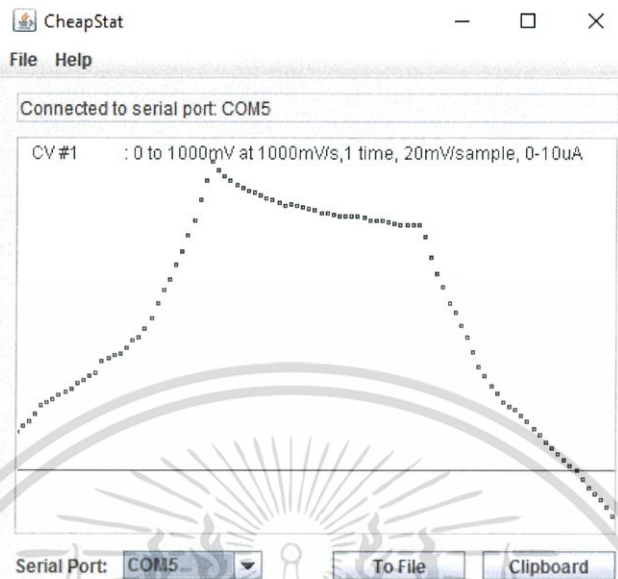 CheapStat
File Help
Connected to serial port: COM5
CV #1 : 0 to 1000mV at 1000mV/s,1 time, 20mV/sample, 0-10uA
Serial Port: COM5 To File Clipboard